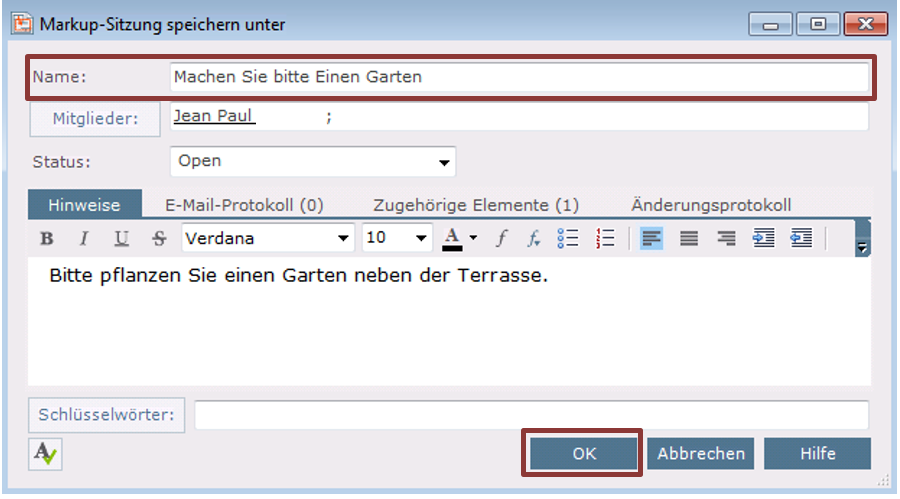 Markup-Sitzung speichern unter
Name: Machen Sie bitte Einen Garten
Mitglieder: Jean Paul ;
Status: Open
Hinweise E-Mail-Protokoll (0) Zugehörige Elemente (1) Änderungsprotokoll
B I U S Verdana 10 A f f
Bitte pflanzen Sie einen Garten neben der Terrasse.
Schlüsselwörter:
A OK Abbrechen Hilfe